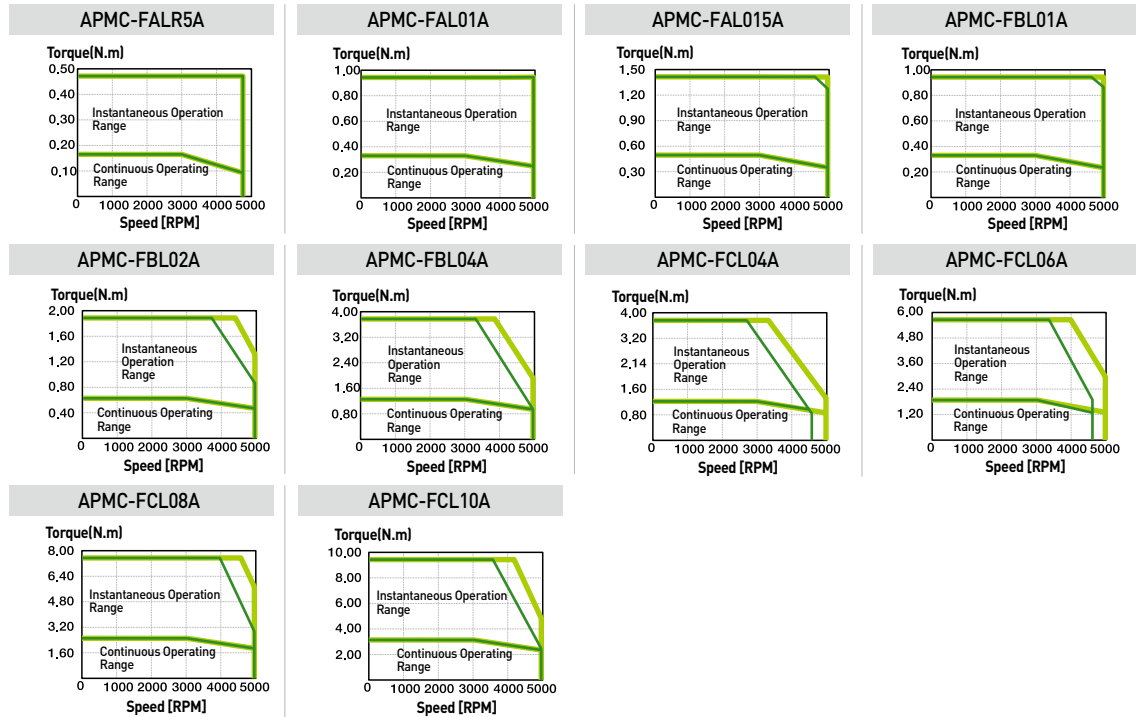 APMC-FALR5A
Torque(N.m)
0,50
0,40
0,30
0,20
0,10
Instantaneous Operation
Range
Continuous Operating
Range
0 1000 2000 3000 4000 5000
Speed [RPM]
APMC-FAL01A
Torque(N.m)
1,00
0,80
0,60
0,40
0,20
Instantaneous Operation
Range
Continuous Operating
Range
0 1000 2000 3000 4000 5000
Speed [RPM]
APMC-FAL015A
Torque(N.m)
1,50
1,20
0,90
0,60
0,30
Instantaneous Operation
Range
Continuous Operating
Range
0 1000 2000 3000 4000 5000
Speed [RPM]
APMC-FBL01A
Torque(N.m)
1,00
0,80
0,60
0,40
0,20
Instantaneous Operation
Range
Continuous Operating
Range
0 1000 2000 3000 4000 5000
Speed [RPM]
APMC-FBL02A
Torque(N.m)
2,00
1,60
1,20
0,80
0,40
Instantaneous
Operation
Range
Continuous Operating
Range
0 1000 2000 3000 4000 5000
Speed [RPM]
APMC-FBL04A
Torque(N.m)
4,00
3,20
2,40
1,60
0,80
Instantaneous
Operation
Range
Continuous Operating
Range
0 1000 2000 3000 4000 5000
Speed [RPM]
APMC-FCL04A
Torque(N.m)
4,00
3,20
2,14
1,60
0,80
Instantaneous
Operation
Range
Continuous Operating
Range
0 1000 2000 3000 4000 5000
Speed [RPM]
APMC-FCL06A
Torque(N.m)
6,00
4,80
3,60
2,40
1,20
Instantaneous
Operation
Range
Continuous Operating
Range
0 1000 2000 3000 4000 5000
Speed [RPM]
APMC-FCL08A
Torque(N.m)
8,00
6,40
4,80
3,20
1,60
Instantaneous Operation
Range
Continuous Operating
Range
0 1000 2000 3000 4000 5000
Speed [RPM]
APMC-FCL10A
Torque(N.m)
10,00
8,00
6,00
4,00
2,00
Instantaneous Operation
Range
Continuous Operating
Range
0 1000 2000 3000 4000 5000
Speed [RPM]